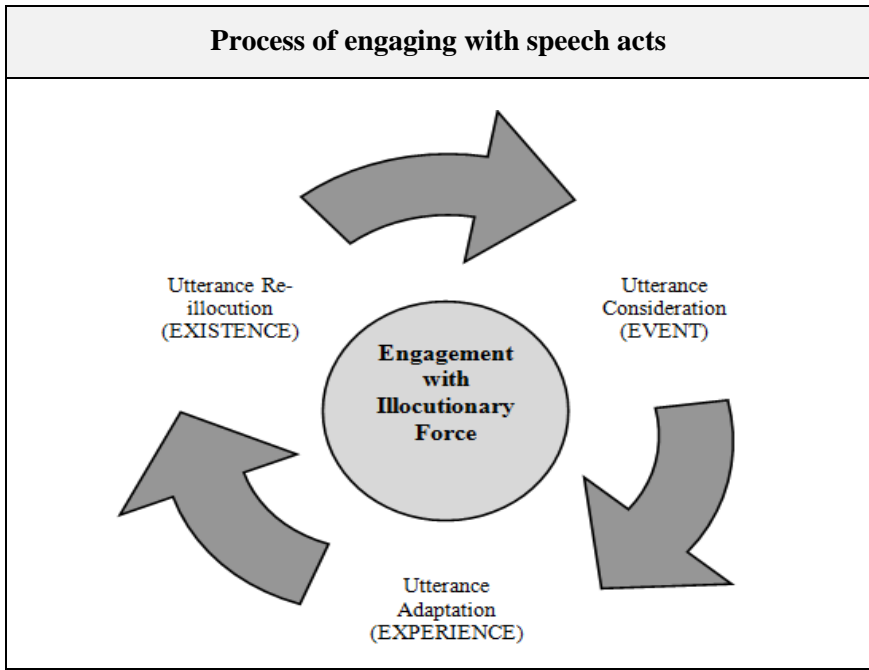 Process of engaging with speech acts
Utterance Re-
illocution
(EXISTENCE)
Utterance
Consideration
(EVENT)
Engagement
with
Illocutionary
Force
Utterance
Adaptation
(EXPERIENCE)